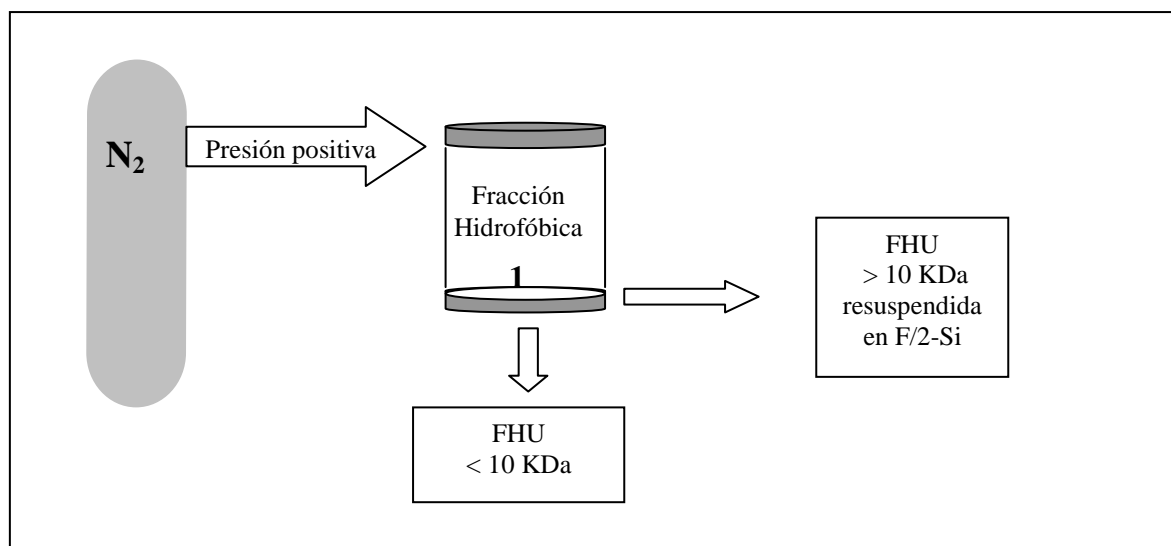 N₂
Presión positiva
Fracción
Hidrofóbica
1
FHU
> 10 KDa
resuspendida
en F/2-Si
FHU
< 10 KDa